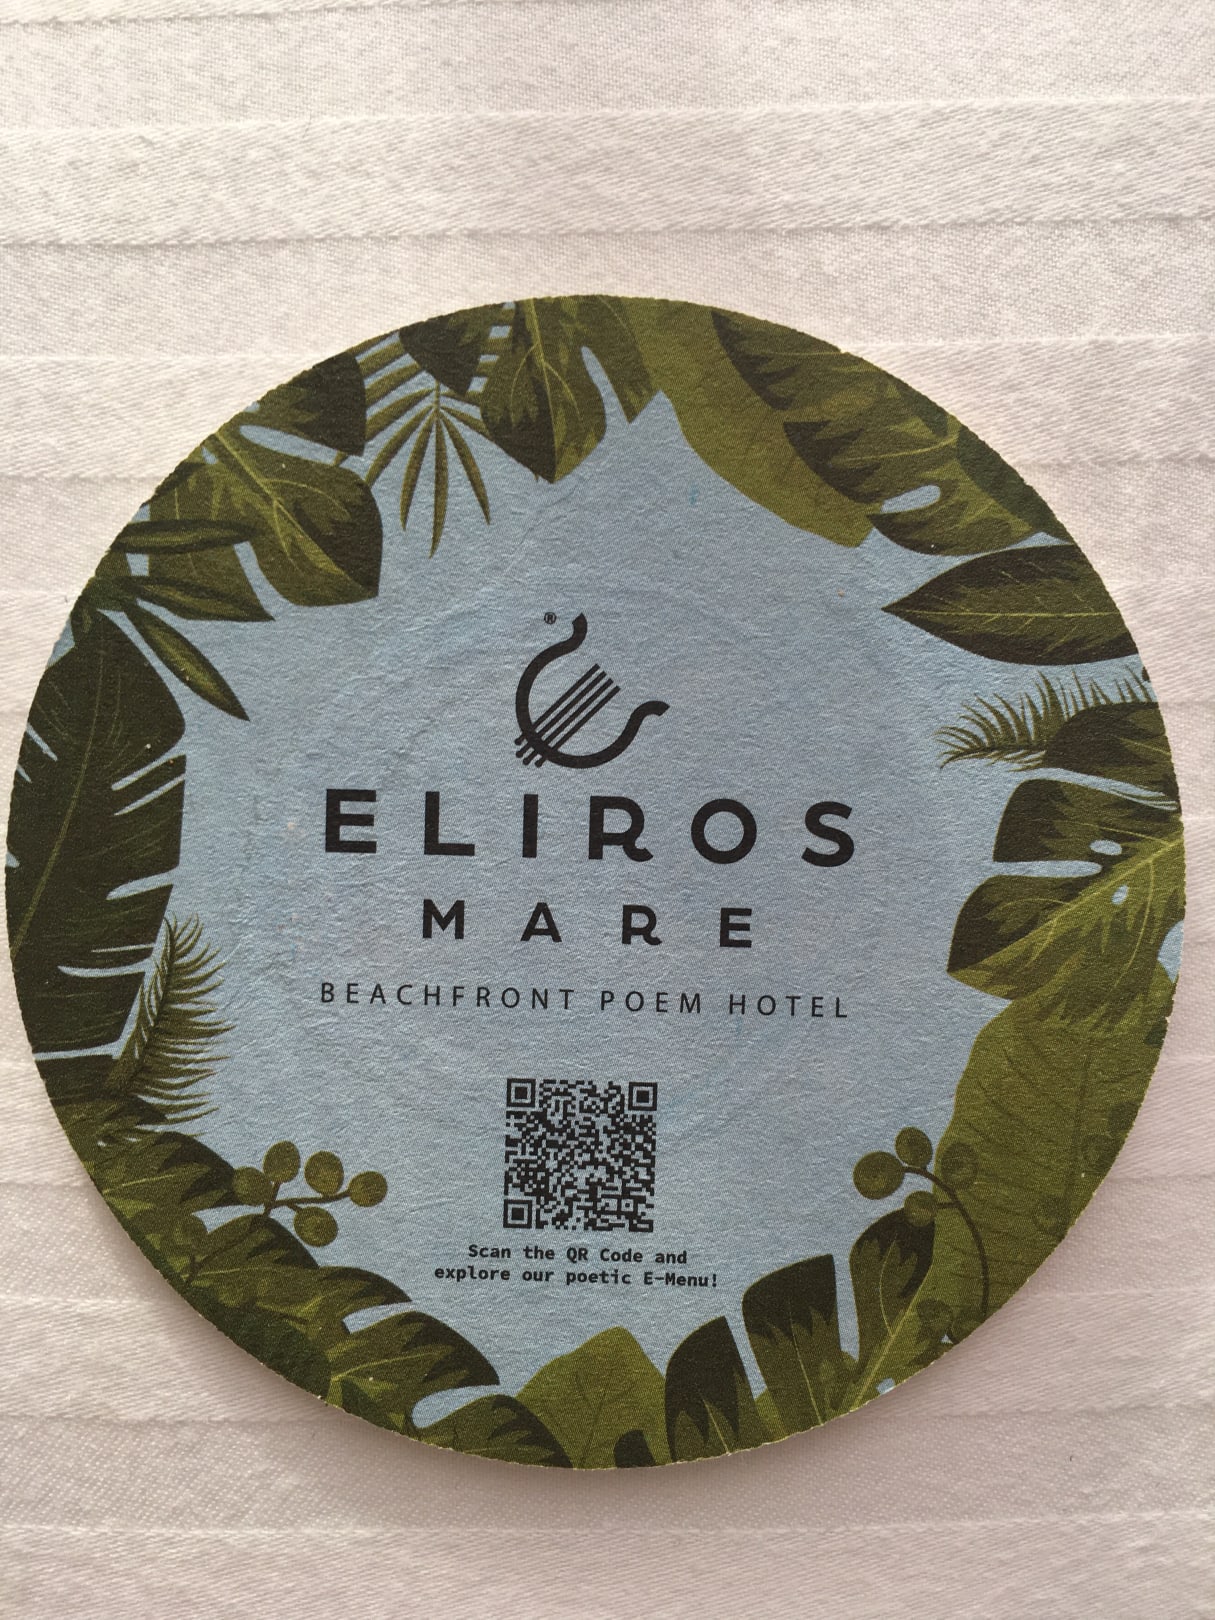 ®
ELIROS
MARE
BEACHFRONT POEM HOTEL
Scan the QR Code and
explore our poetic E-Menu!